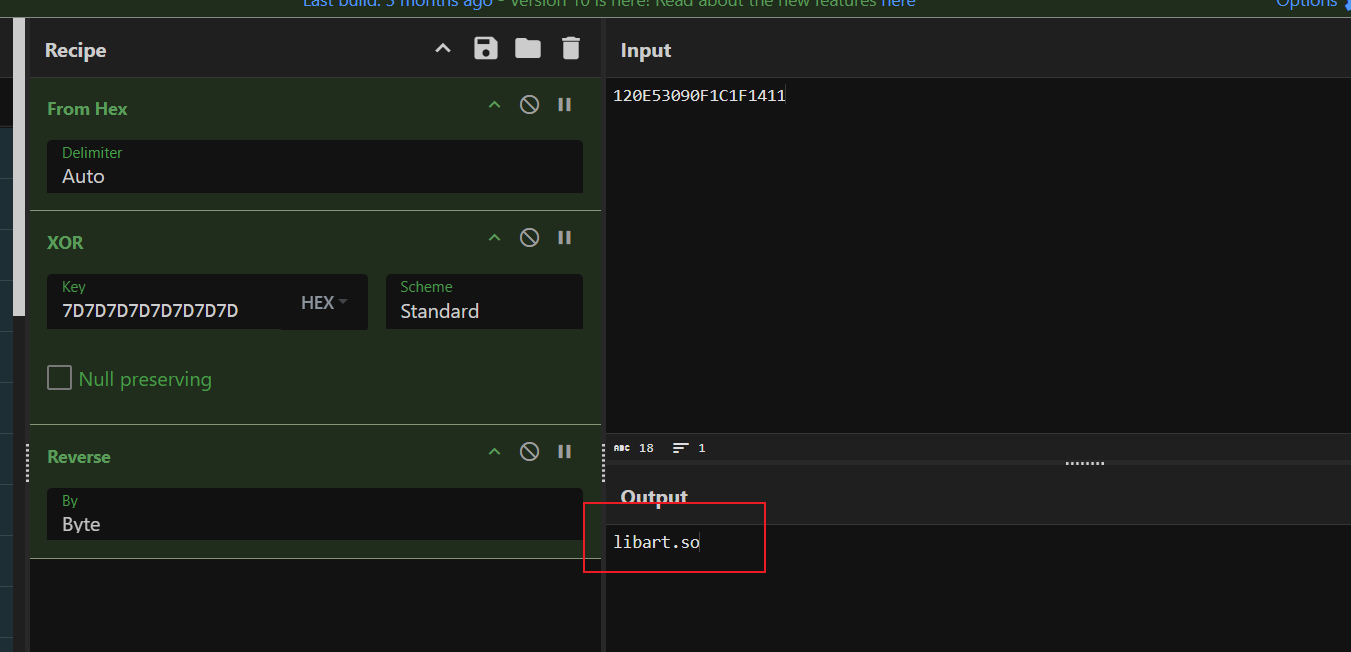 Last build: 3 months ago - Version 10 is here! Read about the new features here
Options
Recipe
From Hex
Delimiter
Auto
XOR
Key
7D7D7D7D7D7D7D7D
HEX
Scheme
Standard
Null preserving
Reverse
By
Byte
Input
120E53090F1C1F1411
ABC 18
1
Output
libart.so